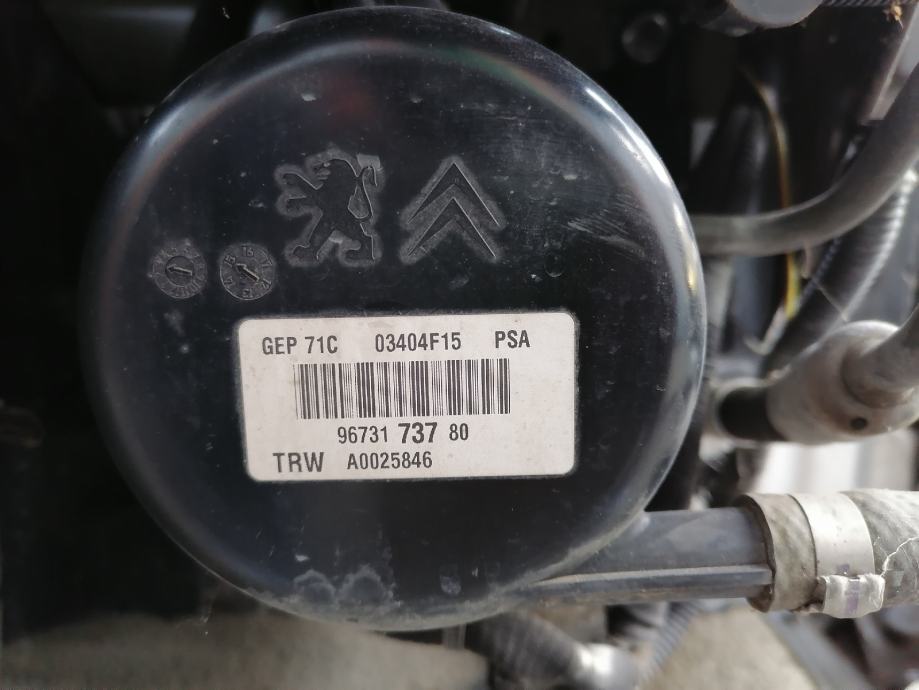 GEP 71C 03404F15 PSA
96731 737 80
TRW A0025846